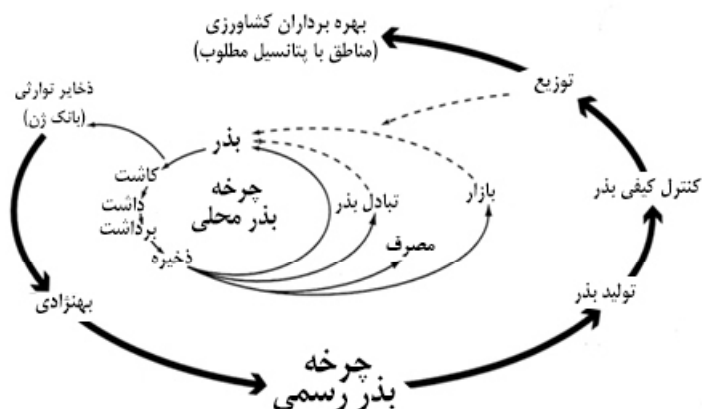 بهره برداران کشاورزی
(مناطق با پتانسیل مطلوب)
توزیع
ذخایر توارثی
(بانک ژن)
بذر
کاشت
داشت
برداشت
ذخیره
چرخه
بذر محلی
تبادل بذر
بازار
مصرف
کنترل کیفی بذر
تولید بذر
بهنژادی
چرخه
بذر رسمی